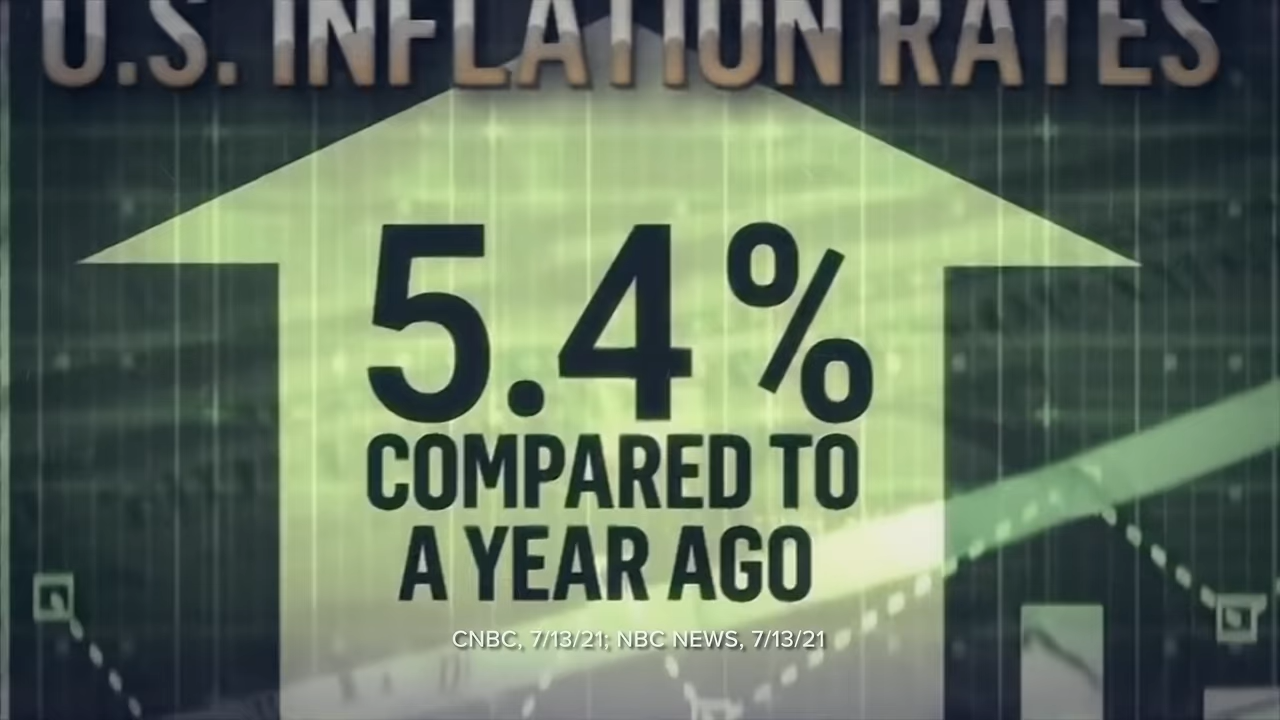 U.S. INFLATION RATES
5.4%
COMPARED TO
A YEAR AGO
CNBC, 7/13/21; NBC NEWS, 7/13/21